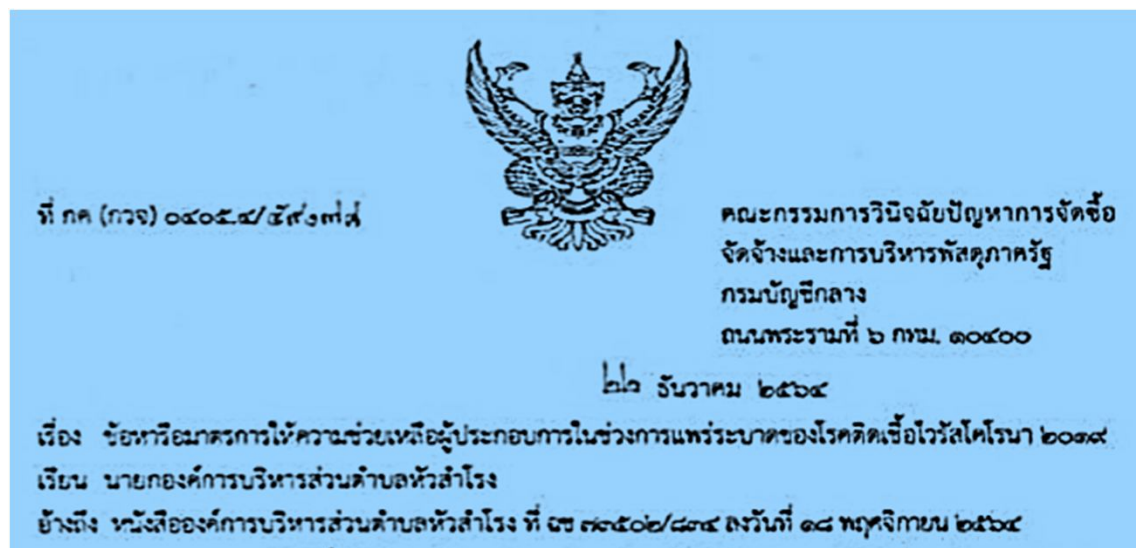 ที่ กค (กวจ) ๐๔๐๕.๔/
คณะกรรมการวินิจฉัยปัญหาการจัดซื้อ
จัดจ้างและการบริหารพัสดุภาครัฐ
กรมบัญชีกลาง
ถนนพระรามที่ ๖ กทม. ๑๐๔๐๐
๒๒ ธันวาคม ๒๕๖๔
เรื่อง ข้อหารือมาตรการให้ความช่วยเหลือผู้ประกอบการในช่วงการแพร่ระบาดของโรคติดเชื้อไวรัสโคโรนา ๒๐๑๙
เรียน นายกองค์การบริหารส่วนตำบลหัวสำโรง
อ้างถึง หนังสือองค์การบริหารส่วนตำบลหัวสำโรง ที่ ฉช ๗๓๕๐๒/๘๓๔ ลงวันที่ ๑๘ พฤศจิกายน ๒๕๖๔